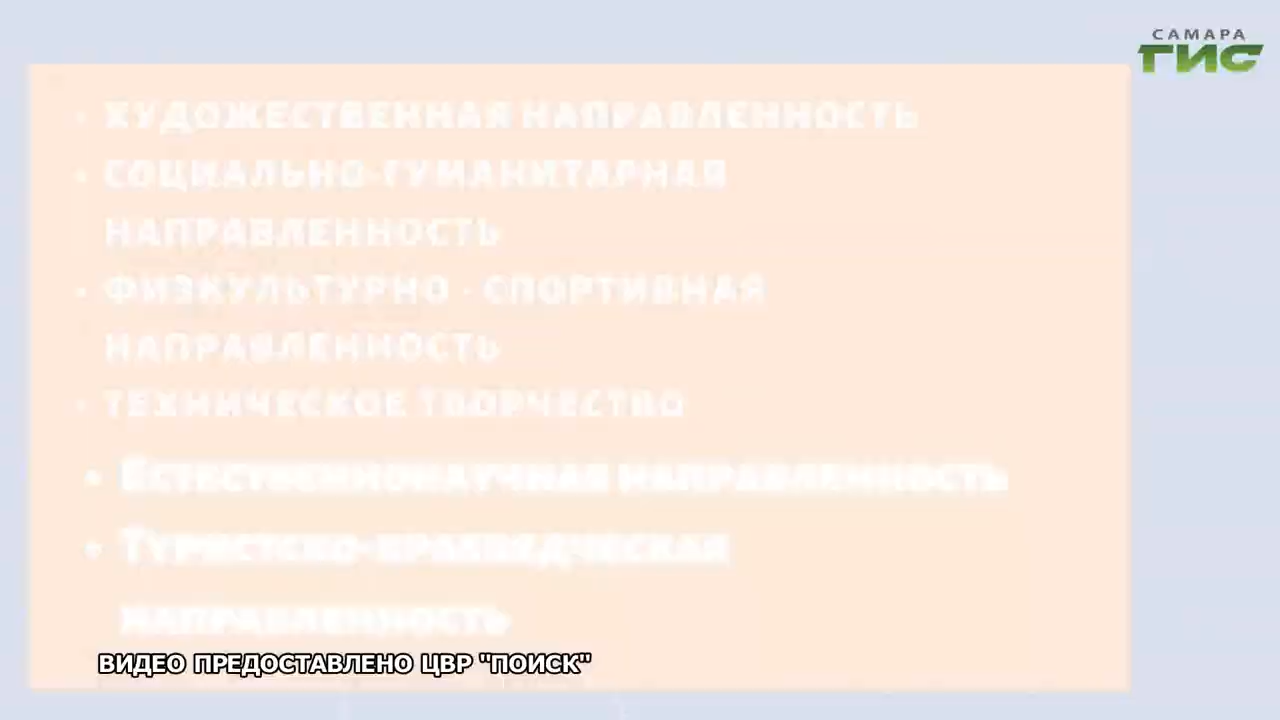 САМАРА
ГИС
• ХУДОЖЕСТВЕННАЯ НАПРАВЛЕННОСТЬ
• СОЦИАЛЬНО-ГУМАНИТАРНАЯ
НАПРАВЛЕННОСТЬ
• ФИЗКУЛЬТУРНО - СПОРТИВНАЯ
НАПРАВЛЕННОСТЬ
• ТЕХНИЧЕСКОЕ ТВОРЧЕСТВО
• ЕСТЕСТВЕННОНАУЧНАЯ НАПРАВЛЕННОСТЬ
• ТУРИСТСКО-КРАЕВЕДЧЕСКАЯ
НАПРАВЛЕННОСТЬ
ВИДЕО ПРЕДОСТАВЛЕНО ЦВР "ПОИСК"